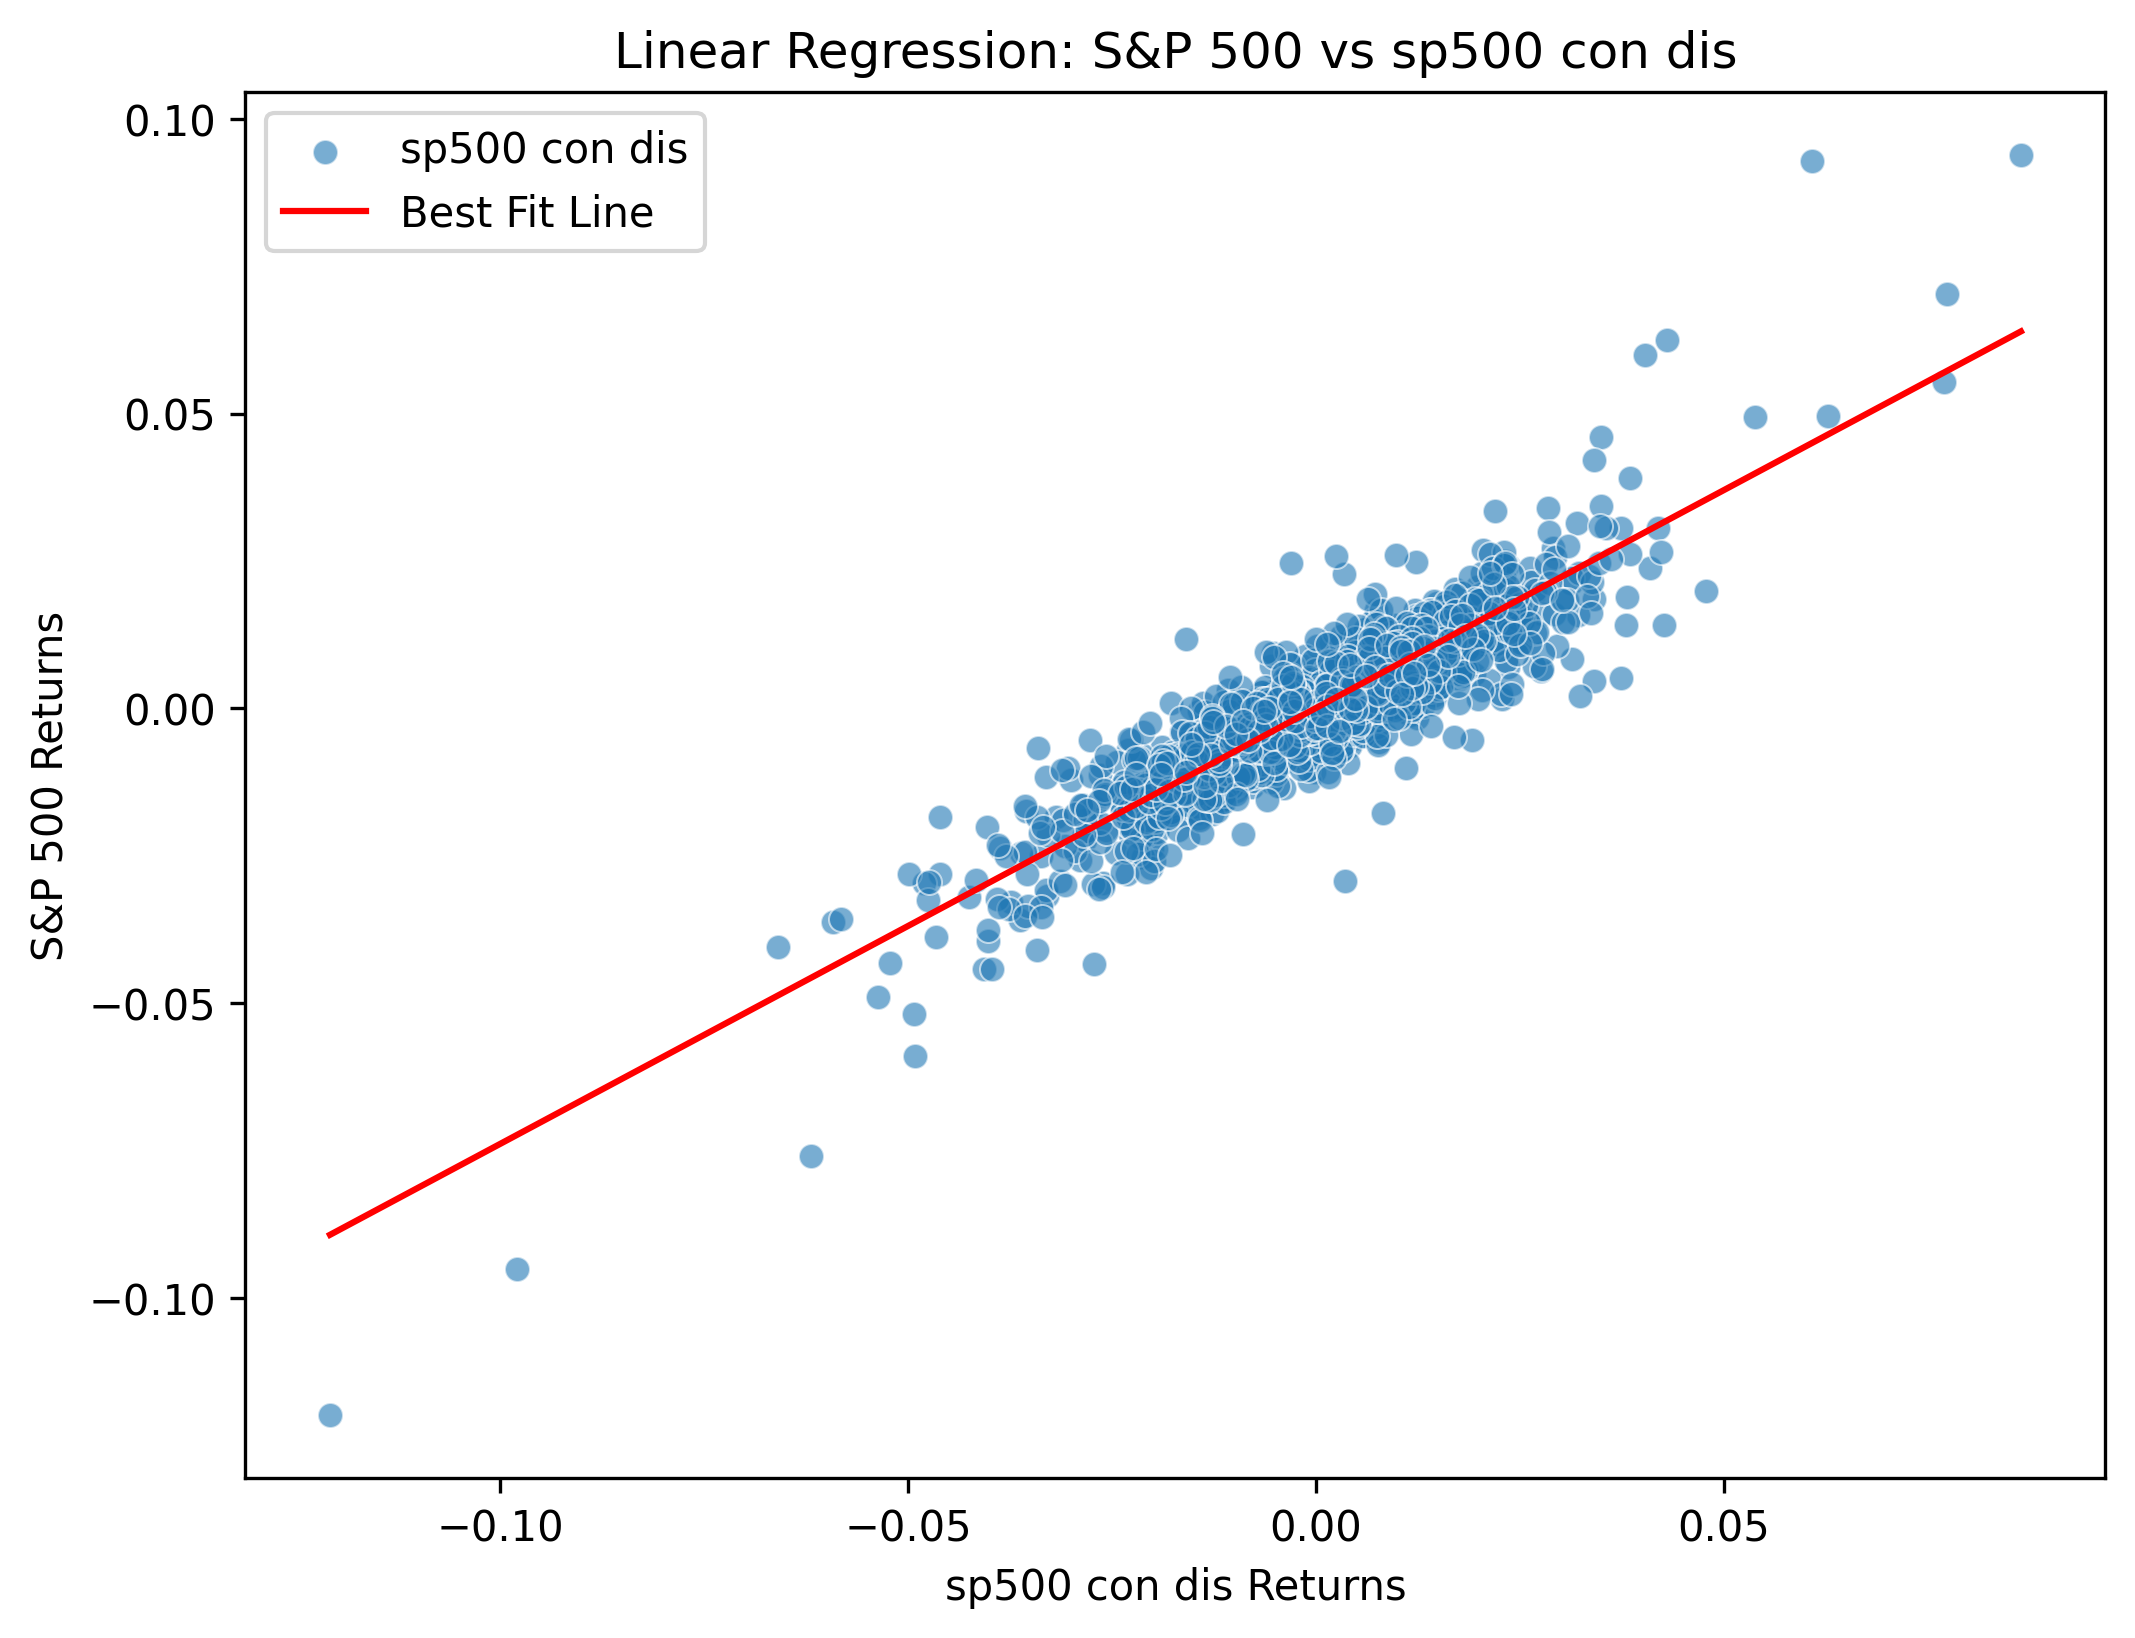 Linear Regression: S&P 500 vs sp500 con dis
sp500 con dis
Best Fit Line
0.10
0.05
0.00
−0.05
−0.10
S&P 500 Returns
−0.10
−0.05
0.00
0.05
sp500 con dis Returns